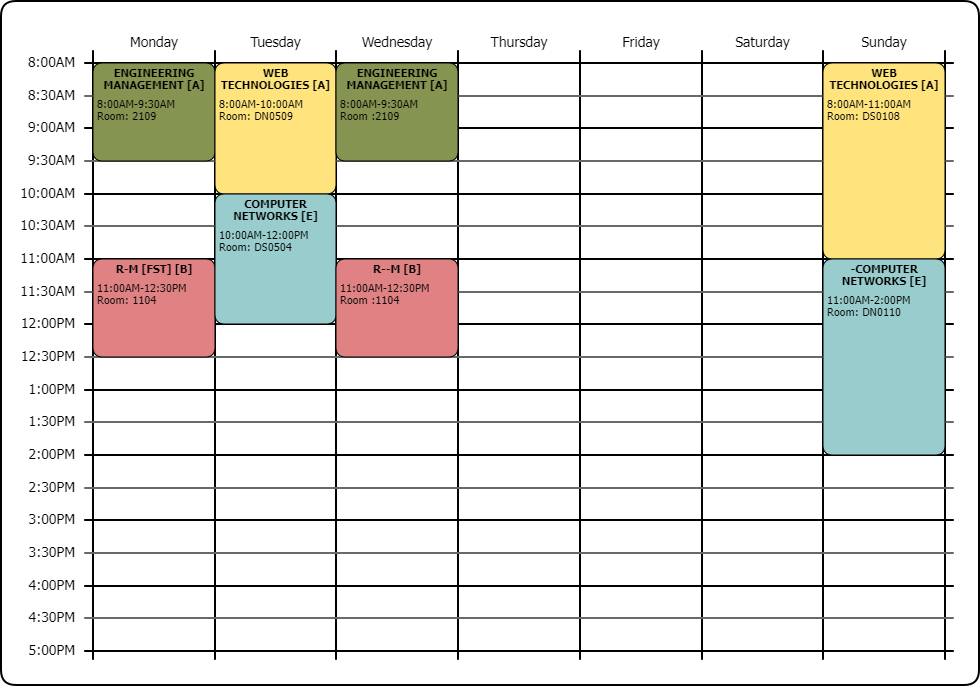 Monday Tuesday Wednesday Thursday Friday Saturday Sunday
8:00AM
8:30AM
9:00AM
9:30AM
10:00AM
10:30AM
11:00AM
11:30AM
12:00PM
12:30PM
1:00PM
1:30PM
2:00PM
2:30PM
3:00PM
3:30PM
4:00PM
4:30PM
5:00PM
ENGINEERING
MANAGEMENT [A]
8:00AM-9:30AM
Room: 2109
R-M [FST] [B]
11:00AM-12:30PM
Room: 1104
WEB
TECHNOLOGIES [A]
8:00AM-10:00AM
Room: DN0509
COMPUTER
NETWORKS [E]
10:00AM-12:00PM
Room: DS0504
ENGINEERING
MANAGEMENT [A]
8:00AM-9:30AM
Room :2109
R--M [B]
11:00AM-12:30PM
Room :1104
WEB
TECHNOLOGIES [A]
8:00AM-11:00AM
Room: DS0108
-COMPUTER
NETWORKS [E]
11:00AM-2:00PM
Room: DN0110